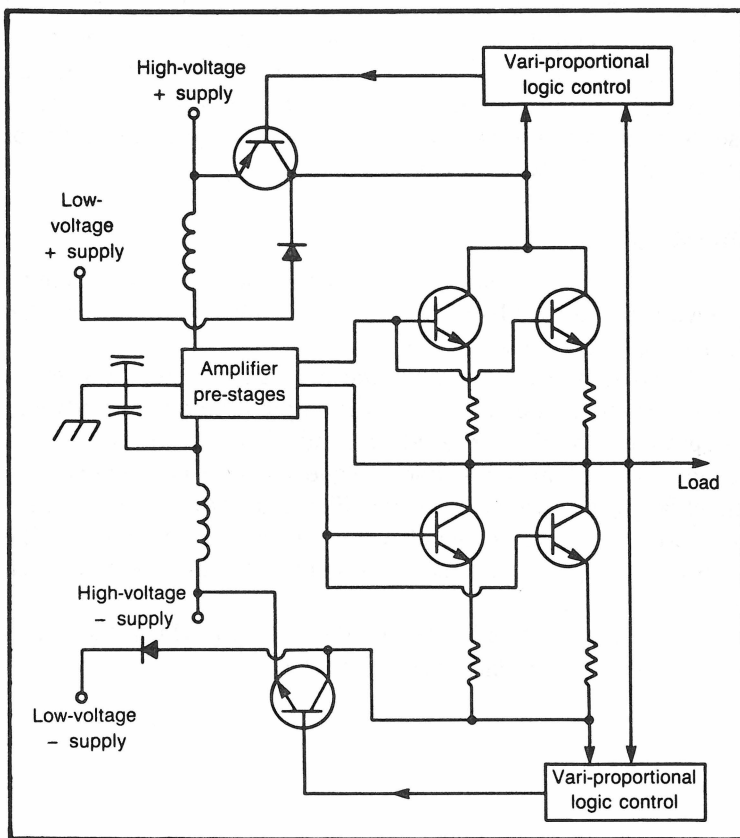 High-voltage
+ supply
Vari-proportional
logic control
Low-
voltage
+ supply
Amplifier
pre-stages
Load
High-voltage
− supply
Low-voltage
− supply
Vari-proportional
logic control